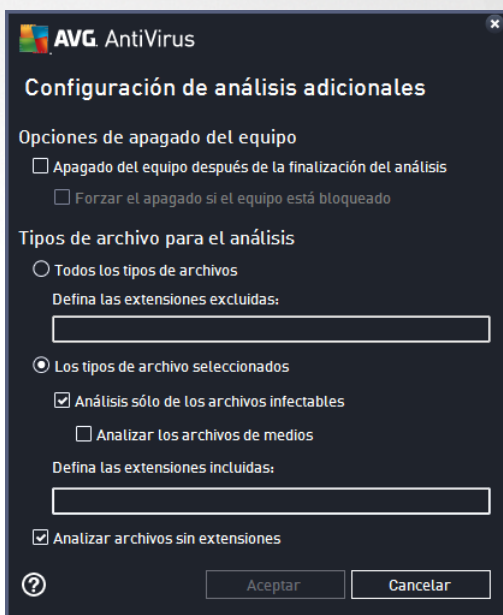 AVG AntiVirus
Configuración de análisis adicionales
Opciones de apagado del equipo
Apagado del equipo después de la finalización del análisis
Forzar el apagado si el equipo está bloqueado
Tipos de archivo para el análisis
Todos los tipos de archivos
Defina las extensiones excluidas:
Los tipos de archivo seleccionados
Análisis sólo de los archivos infectables
Analizar los archivos de medios
Defina las extensiones incluidas:
Analizar archivos sin extensiones
? Aceptar Cancelar